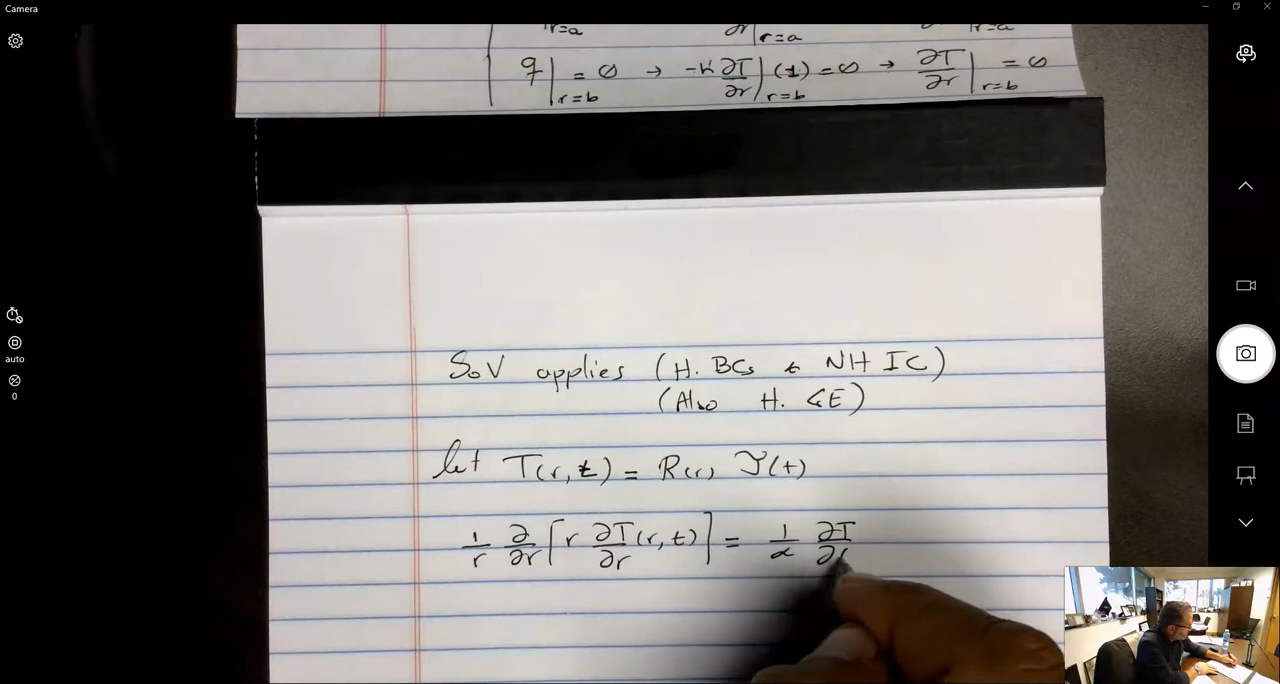 Camera
r=a ∂r|r=a r=a
q|r=b = 0 → -k ∂T/∂r|r=b (1) = 0 → ∂T/∂r|r=b = 0
SoV applies (H. BCs & NH IC)
(Also H. GE)
let T(r,t) = R(r) T(t)
1/r ∂/∂r [r ∂T/∂r (r,t)] = 1/α ∂T/∂
auto
0